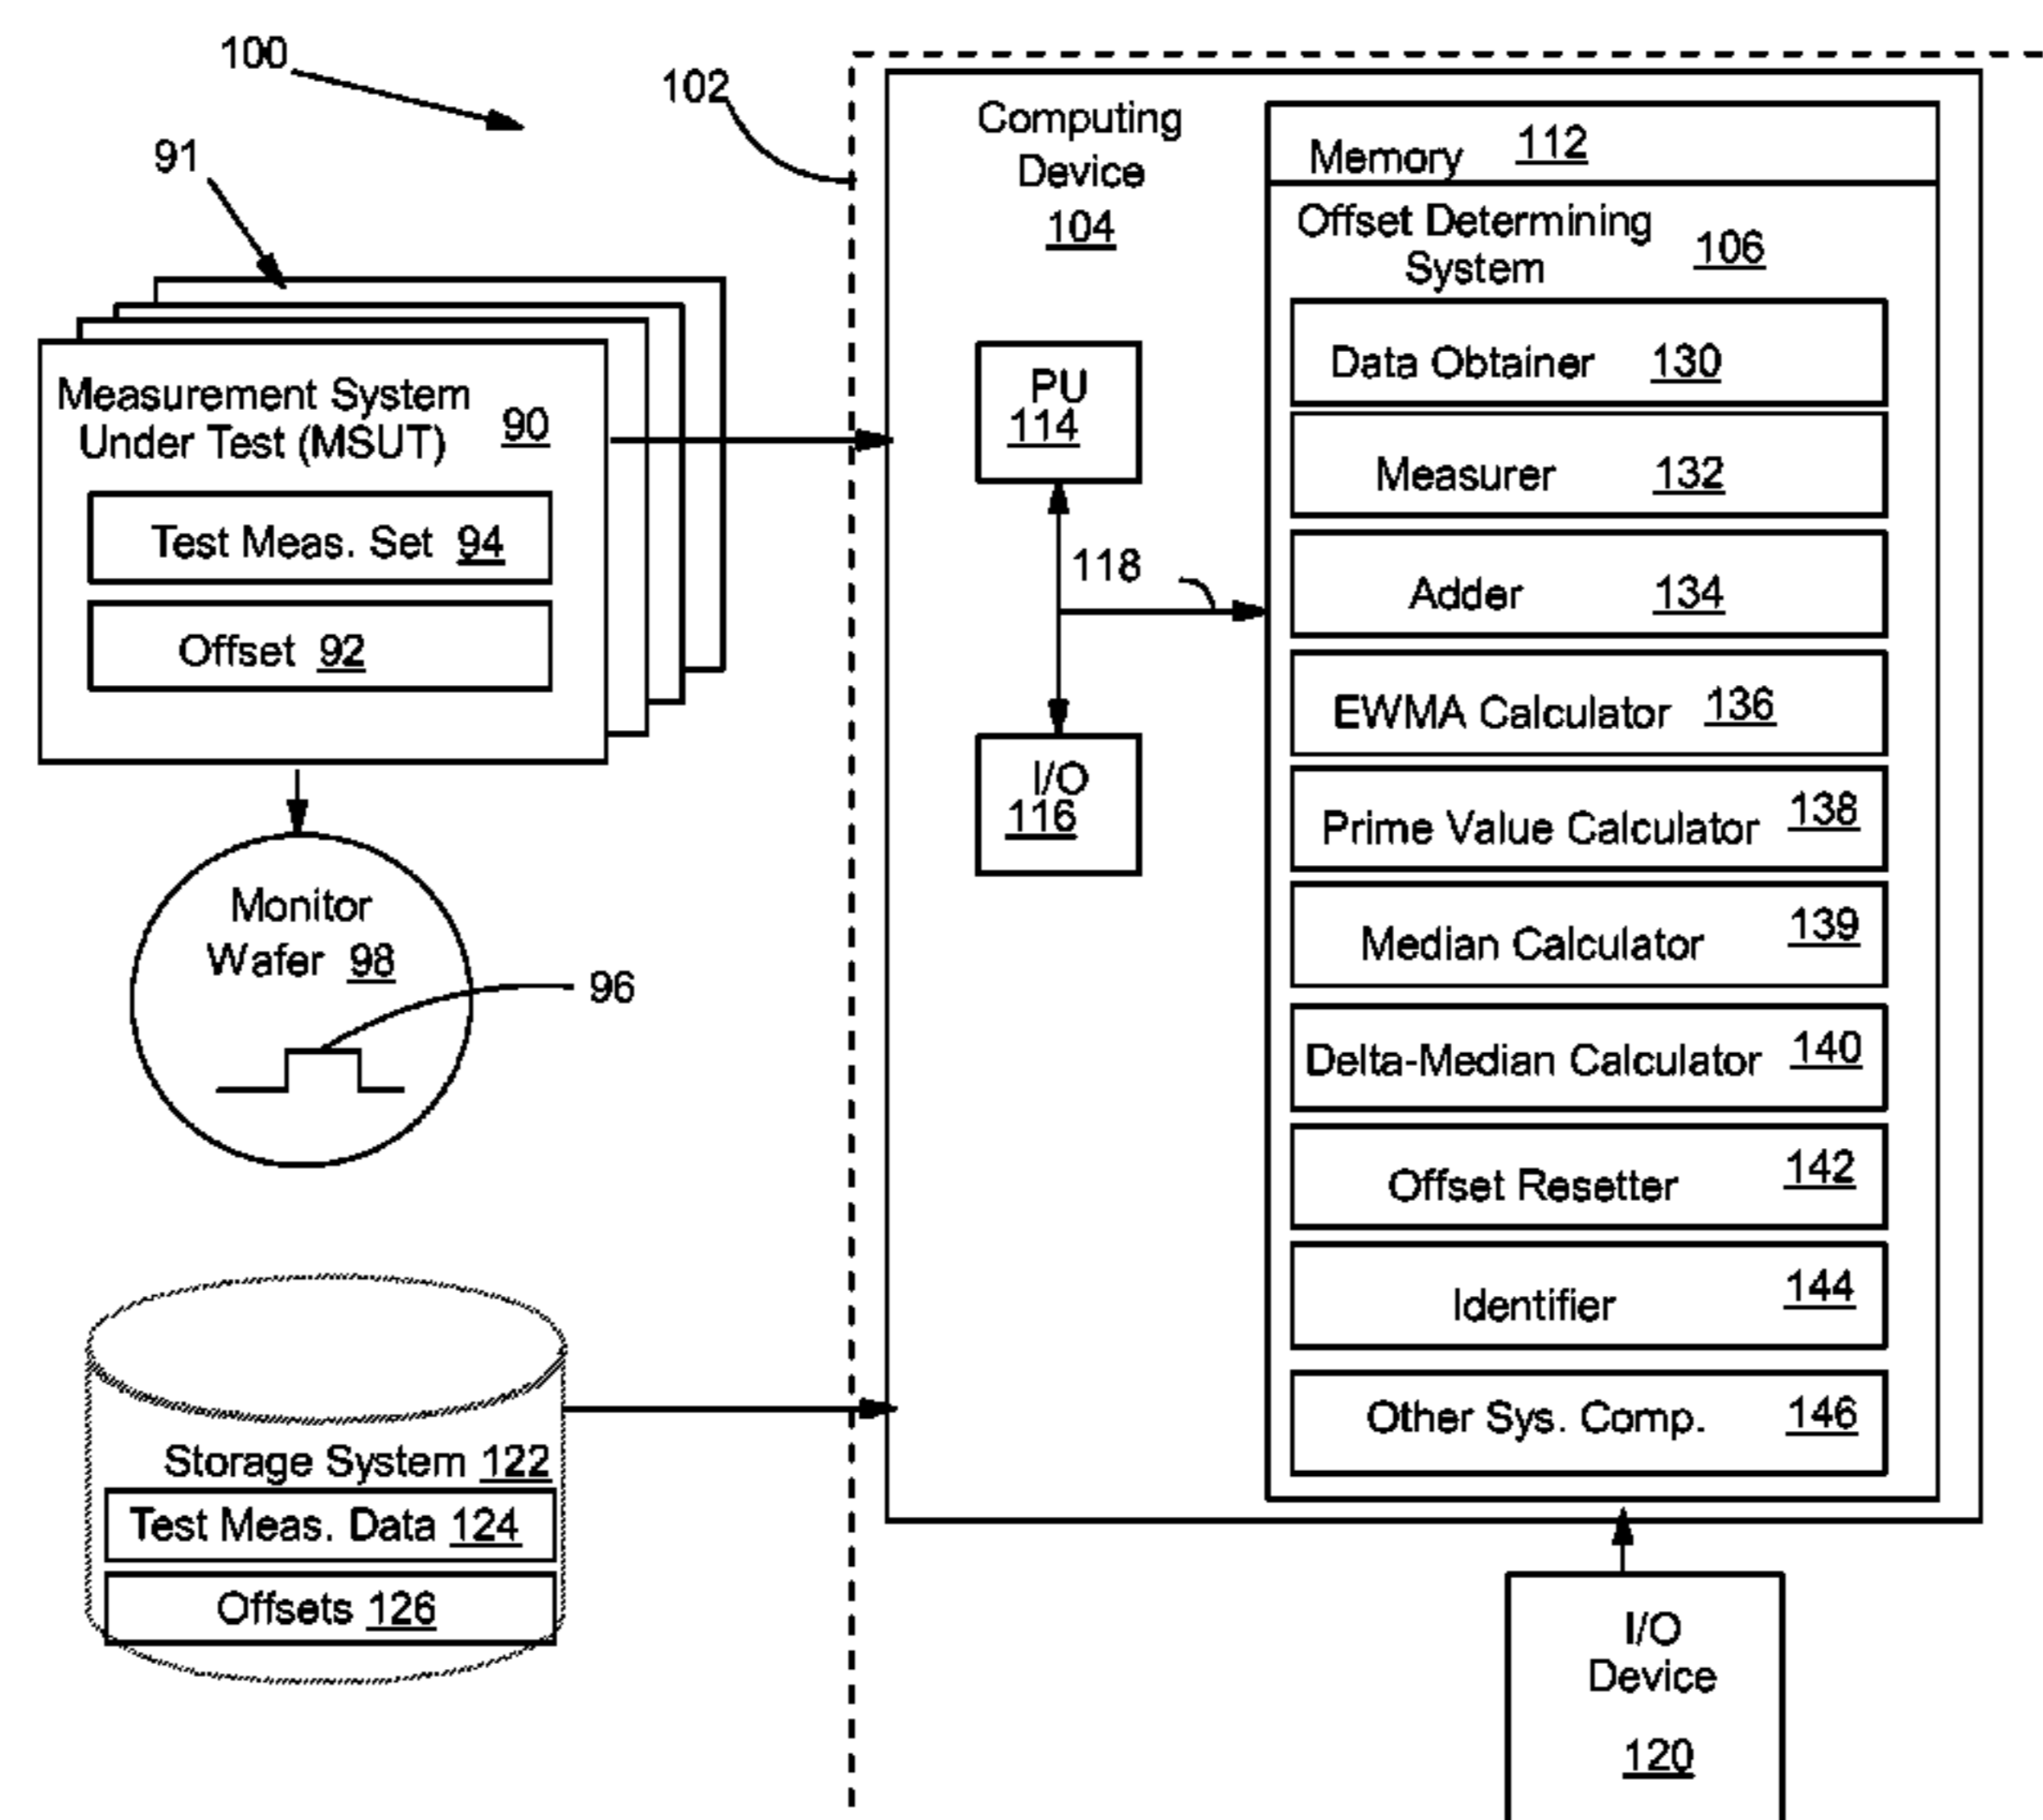 100
102
91
Computing
Device
104
Memory 112
Offset Determining
System 106
Measurement System
Under Test (MSUT) 90
Test Meas. Set 94
Offset 92
PU
114
118
I/O
116
Data Obtainer 130
Measurer 132
Adder 134
EWMA Calculator 136
Prime Value Calculator 138
Median Calculator 139
Delta-Median Calculator 140
Offset Resetter 142
Identifier 144
Other Sys. Comp. 146
Monitor
Wafer 98
96
Storage System 122
Test Meas. Data 124
Offsets 126
I/O
Device
120